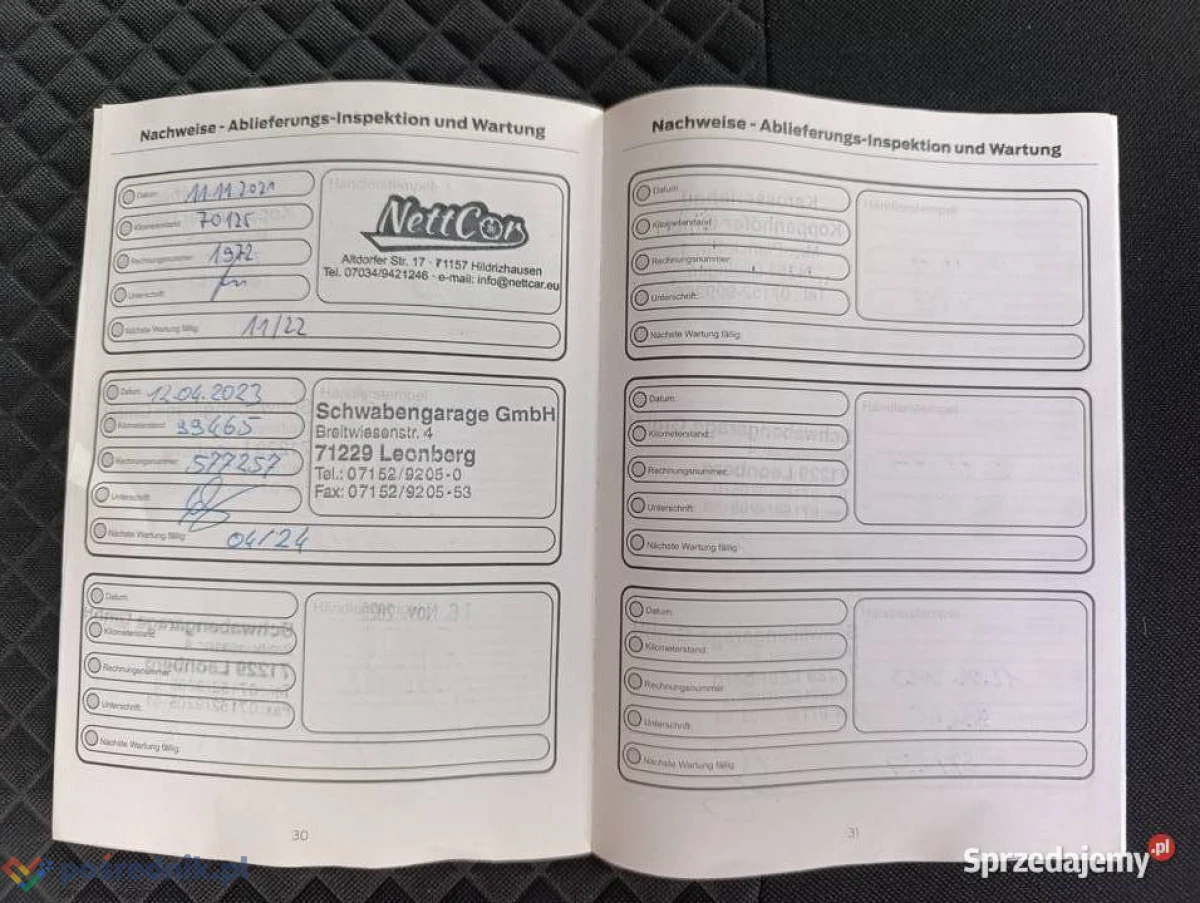 Nachweise - Ablieferungs-Inspektion und Wartung
Datum: 11.11.2021
Kilometerstand: 70125
Rechnungsnummer: 1972
Unterschrift:
Nächste Wartung fällig: 11/22
Händlerstempel
NettCar
Altdorfer Str. 17 · 71157 Hildrizhausen
Tel. 07034/9421246 · e-mail: info@nettcar.eu
Datum: 12.04.2023
Kilometerstand: 99465
Rechnungsnummer: 577257
Unterschrift:
Nächste Wartung fällig: 04/24
Händlerstempel
Schwabengarage GmbH
Breitwiesenstr. 4
71229 Leonberg
Tel.: 07152/9205-0
Fax: 07152/9205-53
Datum:
Kilometerstand:
Rechnungsnummer:
Unterschrift:
Nächste Wartung fällig:
Händlerstempel
30
Nachweise - Ablieferungs-Inspektion und Wartung
Datum:
Kilometerstand:
Rechnungsnummer:
Unterschrift:
Nächste Wartung fällig:
Händlerstempel
Datum:
Kilometerstand:
Rechnungsnummer:
Unterschrift:
Nächste Wartung fällig:
Händlerstempel
Datum:
Kilometerstand:
Rechnungsnummer:
Unterschrift:
Nächste Wartung fällig:
Händlerstempel
31
pośrednik.pl
Sprzedajemy.pl